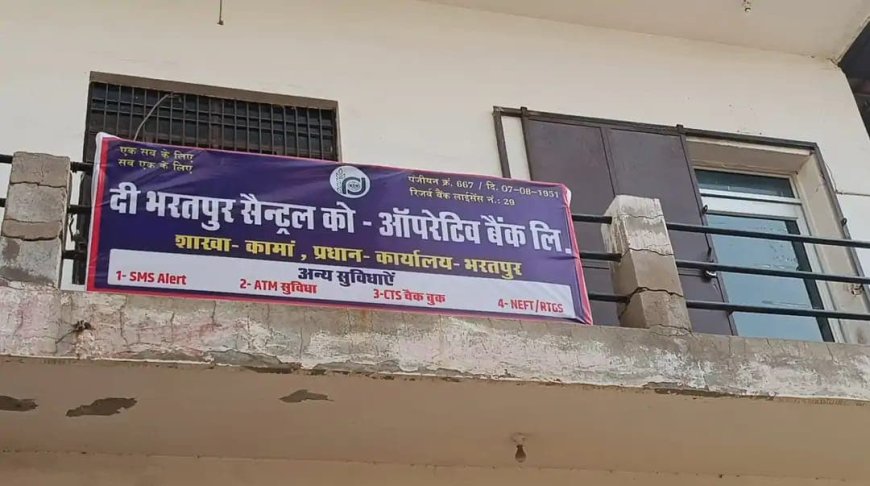 एक सब के लिए
सब एक के लिए
पंजीयन क्रं. 667 / दि. 07-08-1951
रिजर्व बैंक लाईसेंस नं.: 29
दी भरतपुर सैन्ट्रल को - ऑपरेटिव बैंक लि.
शाखा- कामां , प्रधान- कार्यालय- भरतपुर
अन्य सुविधाऐं
1- SMS Alert
2- ATM सुविधा
3-CTS चैक बुक
4- NEFT/RTGS